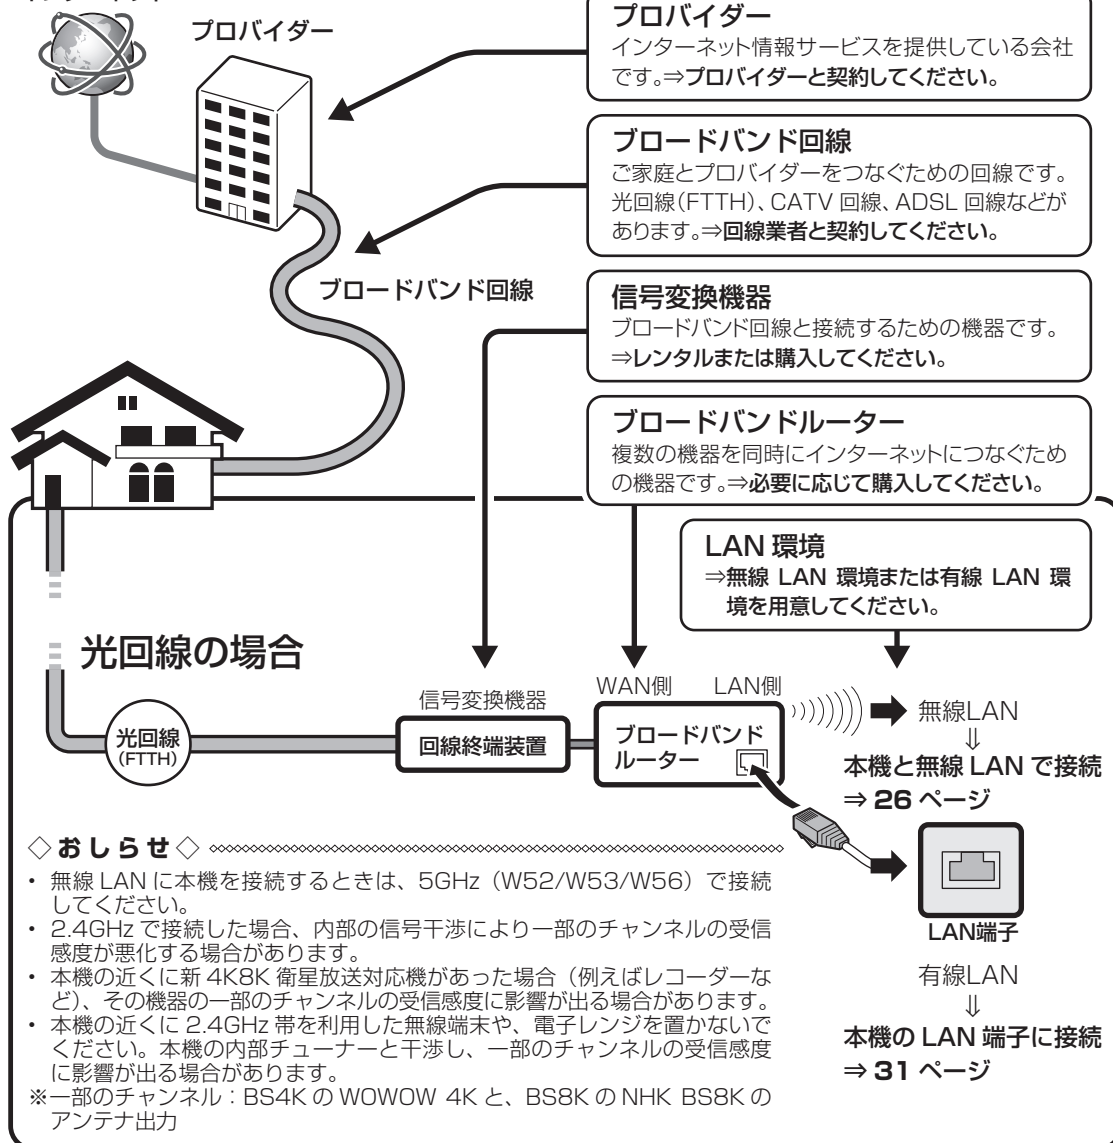 プロバイダー
プロバイダー
インターネット情報サービスを提供している会社
です。⇒プロバイダーと契約してください。
ブロードバンド回線
ご家庭とプロバイダーをつなぐための回線です。
光回線(FTTH)、CATV 回線、ADSL 回線などが
あります。⇒回線業者と契約してください。
ブロードバンド回線
信号変換機器
ブロードバンド回線と接続するための機器です。
⇒レンタルまたは購入してください。
ブロードバンドルーター
複数の機器を同時にインターネットにつなぐため
の機器です。⇒必要に応じて購入してください。
LAN 環境
⇒無線 LAN 環境または有線 LAN 環
境を用意してください。
光回線の場合
光回線
(FTTH)
信号変換機器
回線終端装置
WAN側 LAN側
ブロードバンド
ルーター
無線LAN
⇓
本機と無線 LAN で接続
⇒ 26 ページ
LAN端子
有線LAN
⇓
本機の LAN 端子に接続
⇒ 31 ページ
◇おしらせ◇
・ 無線 LAN に本機を接続するときは、5GHz（W52/W53/W56）で接続
してください。
・ 2.4GHz で接続した場合、内部の信号干渉により一部のチャンネルの受信
感度が悪化する場合があります。
・ 本機の近くに新 4K8K 衛星放送対応機があった場合（例えばレコーダーな
ど）、その機器の一部のチャンネルの受信感度に影響が出る場合があります。
・ 本機の近くに 2.4GHz 帯を利用した無線端末や、電子レンジを置かないで
ください。本機の内部チューナーと干渉し、一部のチャンネルの受信感度
に影響が出る場合があります。
※一部のチャンネル：BS4K の WOWOW 4K と、BS8K の NHK BS8K の
アンテナ出力